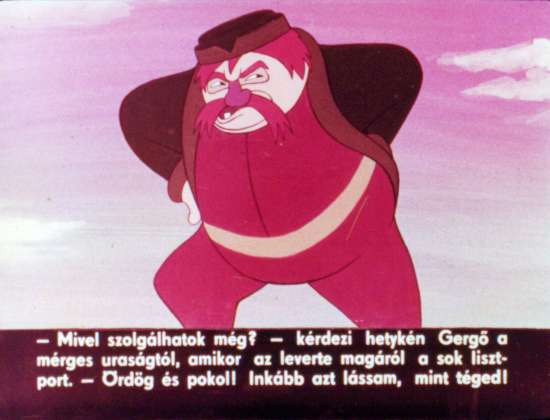 – Mivel szolgálhatok még? – kérdezi hetykén Gergő a
mérges uraságtól, amikor az leverte magáról a sok liszt-
port. – Ördög és pokol! Inkább azt lássam, mint téged!